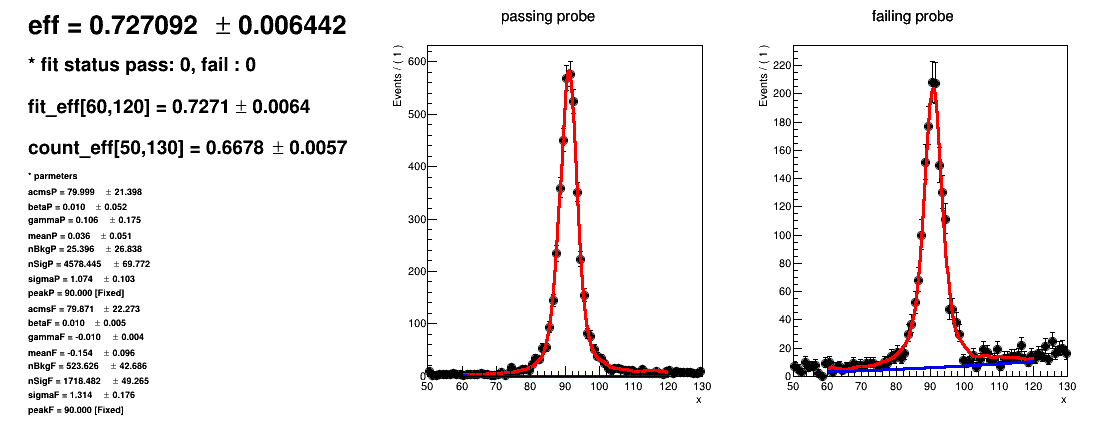 eff = 0.727092 ± 0.006442
* fit status pass: 0, fail : 0
fit_eff[60,120] = 0.7271 ± 0.0064
count_eff[50,130] = 0.6678 ± 0.0057
* parmeters
acmsP = 79.999 ± 21.398
betaP = 0.010 ± 0.052
gammaP = 0.106 ± 0.175
meanP = 0.036 ± 0.051
nBkgP = 25.396 ± 26.838
nSigP = 4578.445 ± 69.772
sigmaP = 1.074 ± 0.103
peakP = 90.000 [Fixed]
acmsF = 79.871 ± 22.273
betaF = 0.010 ± 0.005
gammaF = -0.010 ± 0.004
meanF = -0.154 ± 0.096
nBkgF = 523.626 ± 42.686
nSigF = 1718.482 ± 49.265
sigmaF = 1.314 ± 0.176
peakF = 90.000 [Fixed]
passing probe
Events / ( 1 )
600
500
400
300
200
100
0
50 60 70 80 90 100 110 120 130
x
failing probe
Events / ( 1 )
220
200
180
160
140
120
100
80
60
40
20
0
50 60 70 80 90 100 110 120 130
x